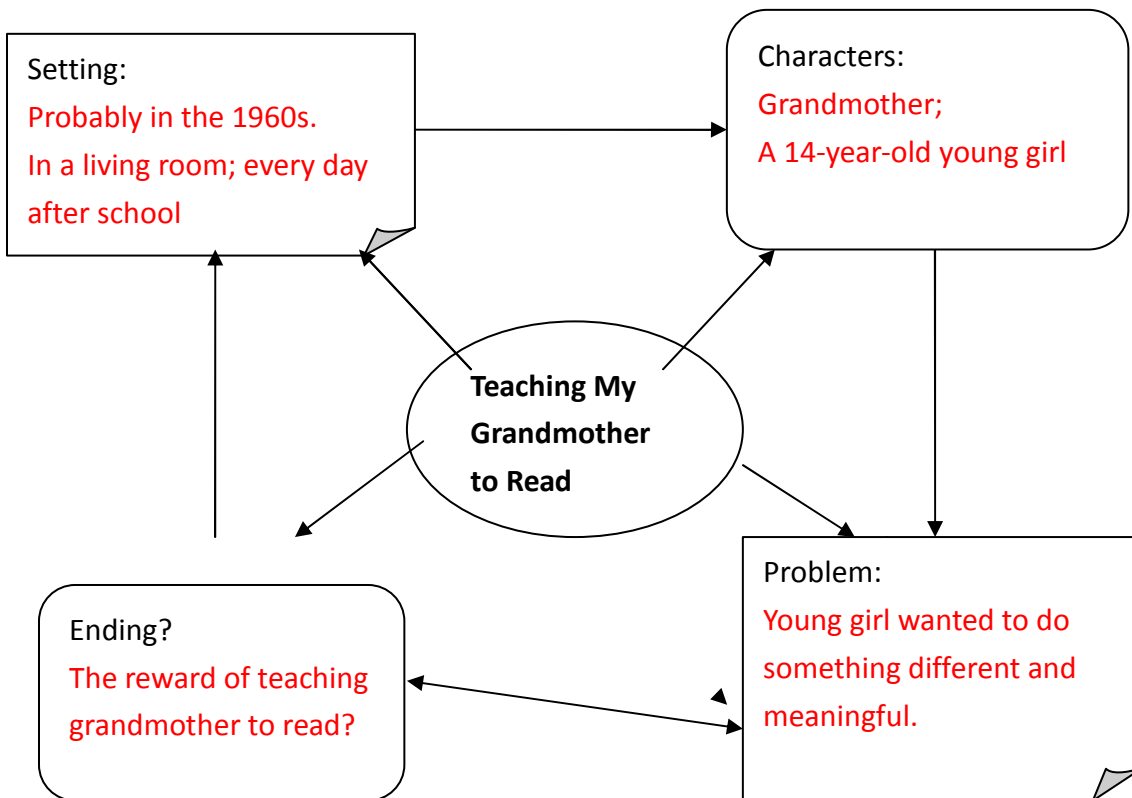 Setting:
Probably in the 1960s.
In a living room; every day
after school
Characters:
Grandmother;
A 14-year-old young girl
Teaching My
Grandmother
to Read
Ending?
The reward of teaching
grandmother to read?
Problem:
Young girl wanted to do
something different and
meaningful.